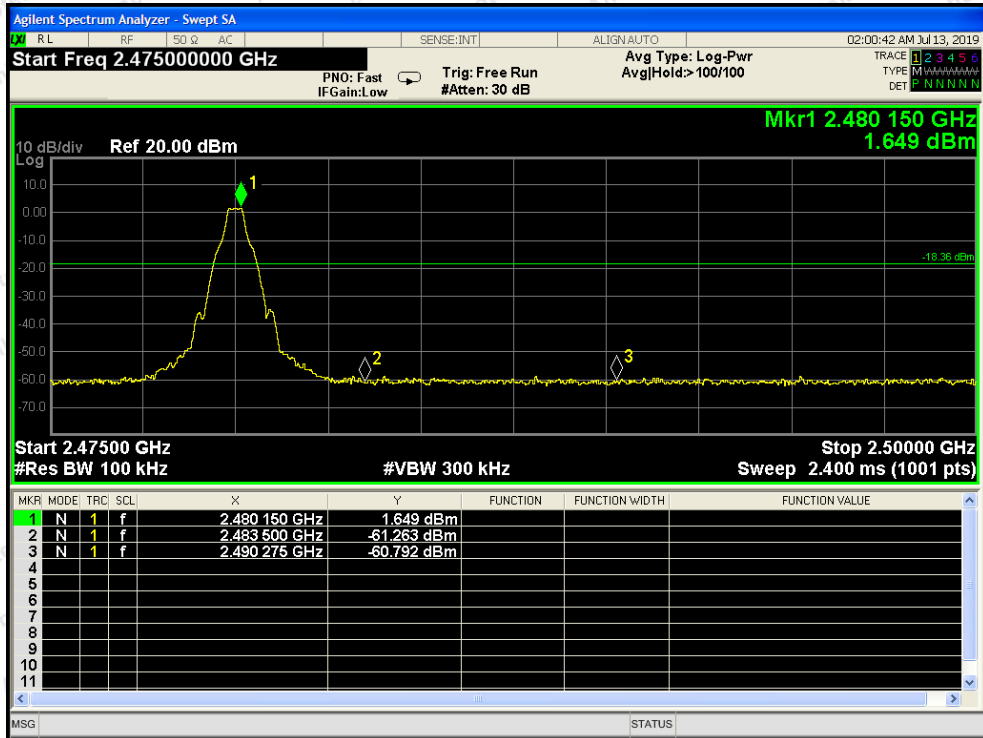 Agilent Spectrum Analyzer - Swept SA
LXI RL RF 50 Ω AC SENSE:INT ALIGNAUTO 02:00:42 AM Jul 13, 2019
Start Freq 2.475000000 GHz
PNO: Fast
IFGain:Low
Trig: Free Run
#Atten: 30 dB
Avg Type: Log-Pwr
Avg|Hold:>100/100
TRACE 1 2 3 4 5 6
TYPE M WWWWW
DET P N N N N N
Mkr1 2.480 150 GHz
1.649 dBm
10 dB/div Ref 20.00 dBm
Log
10.0
0.00
-10.0
-20.0
-30.0
-40.0
-50.0
-60.0
-70.0
1
-18.36 dBm
2
3
Start 2.47500 GHz Stop 2.50000 GHz
#Res BW 100 kHz #VBW 300 kHz Sweep 2.400 ms (1001 pts)
MKR MODE TRC SCL X Y FUNCTION FUNCTION WIDTH FUNCTION VALUE
1 N 1 f 2.480 150 GHz 1.649 dBm
2 N 1 f 2.483 500 GHz -61.263 dBm
3 N 1 f 2.490 275 GHz -60.792 dBm
4
5
6
7
8
9
10
11
MSG STATUS